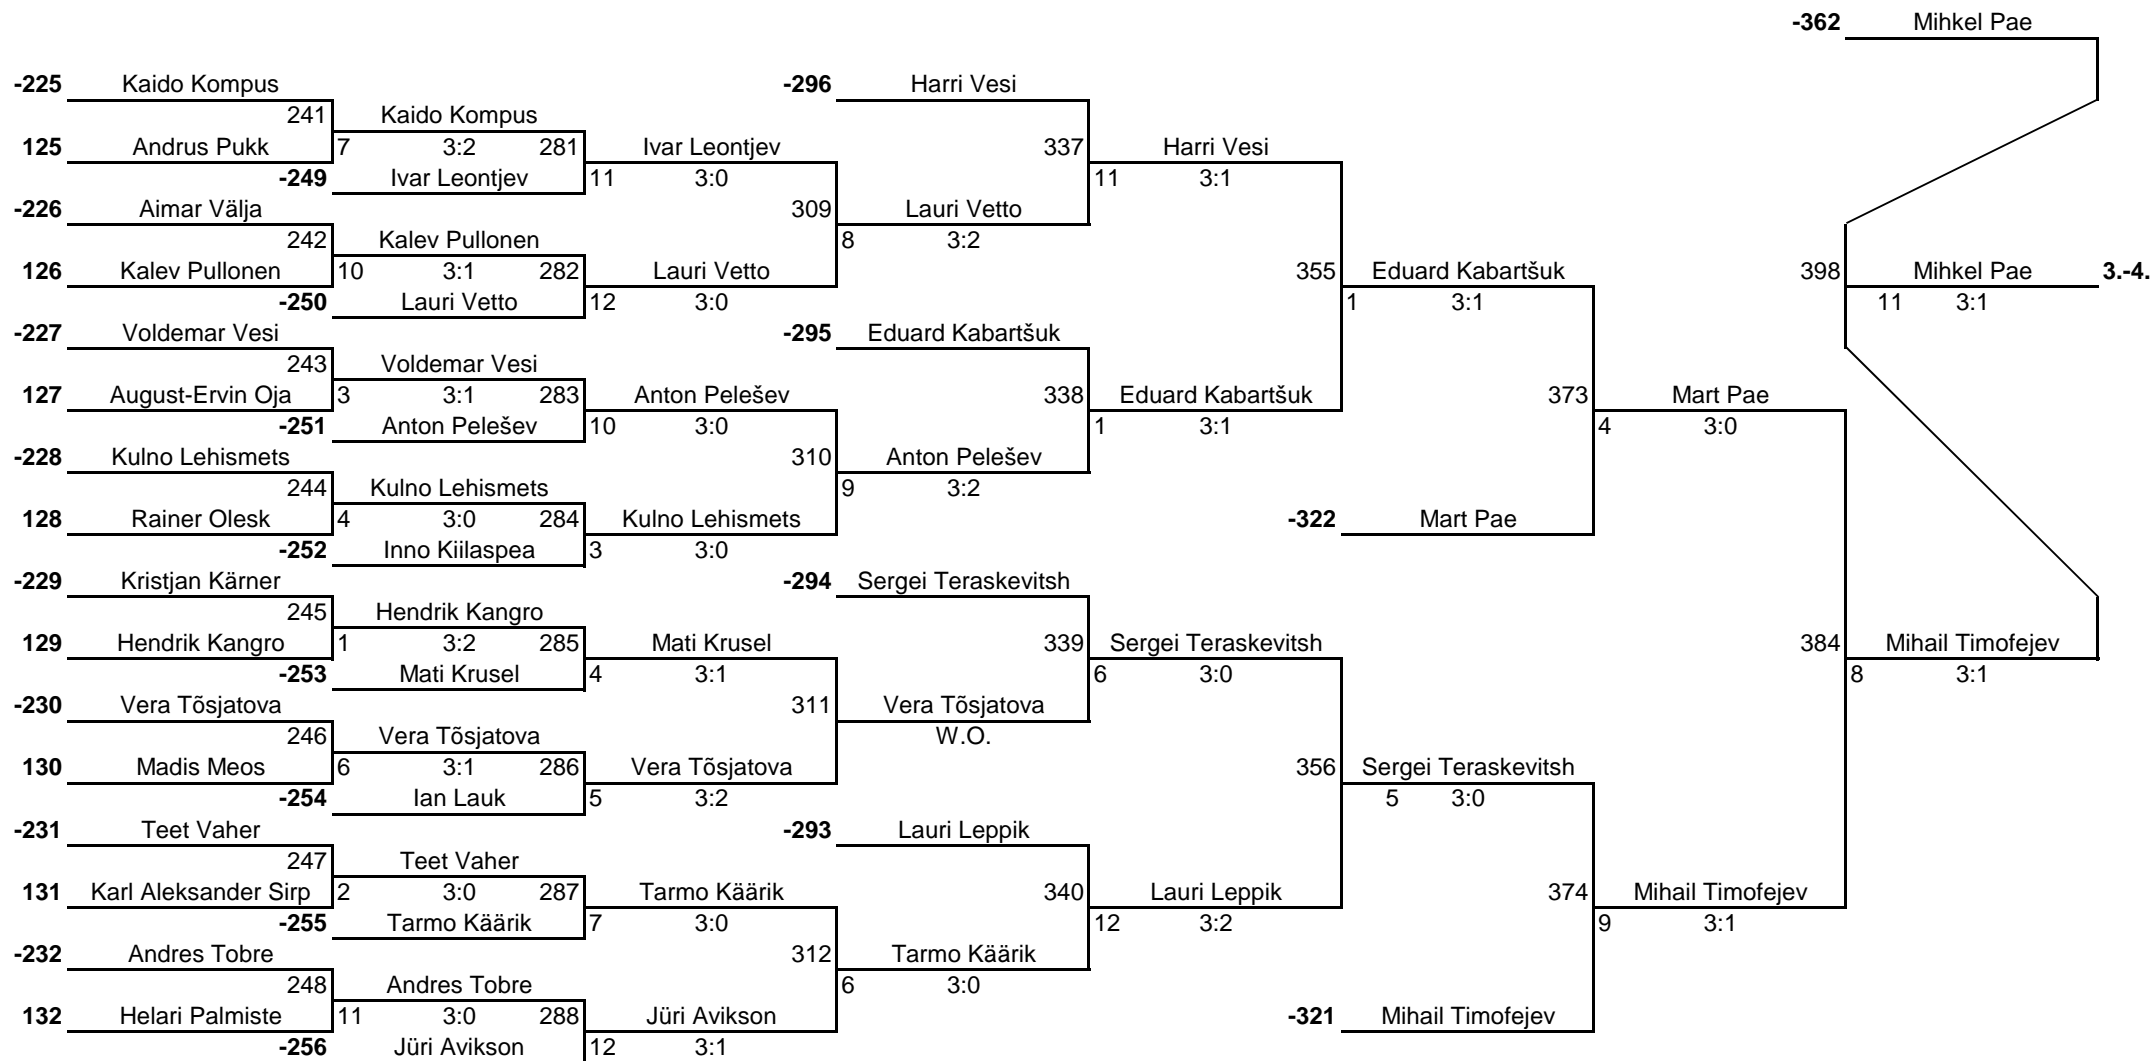 -362 Mihkel Pae
-225 Kaido Kompus -296 Harri Vesi
241 Kaido Kompus
125 Andrus Pukk 7 3:2 281 Ivar Leontjev 337 Harri Vesi
-249 Ivar Leontjev 11 3:0 11 3:1
-226 Aimar Välja 309 Lauri Vetto
242 Kalev Pullonen 8 3:2
126 Kalev Pullonen 10 3:1 282 Lauri Vetto 355 Eduard Kabartšuk 398 Mihkel Pae 3.-4.
-250 Lauri Vetto 12 3:0 1 3:1 11 3:1
-227 Voldemar Vesi -295 Eduard Kabartšuk
243 Voldemar Vesi
127 August-Ervin Oja 3 3:1 283 Anton Pelešev 338 Eduard Kabartšuk 373 Mart Pae
-251 Anton Pelešev 10 3:0 1 3:1 4 3:0
-228 Kulno Lehismets 310 Anton Pelešev
244 Kulno Lehismets 9 3:2
128 Rainer Olesk 4 3:0 284 Kulno Lehismets -322 Mart Pae
-252 Inno Kiilaspea 3 3:0
-229 Kristjan Kärner -294 Sergei Teraskevitsh
245 Hendrik Kangro
129 Hendrik Kangro 1 3:2 285 Mati Krusel 339 Sergei Teraskevitsh 384 Mihail Timofejev
-253 Mati Krusel 4 3:1 6 3:0 8 3:1
-230 Vera Tõsjatova 311 Vera Tõsjatova
246 Vera Tõsjatova W.O.
130 Madis Meos 6 3:1 286 Vera Tõsjatova 356 Sergei Teraskevitsh
-254 Ian Lauk 5 3:2 5 3:0
-231 Teet Vaher -293 Lauri Leppik
247 Teet Vaher
131 Karl Aleksander Sirp 2 3:0 287 Tarmo Käärik 340 Lauri Leppik 374 Mihail Timofejev
-255 Tarmo Käärik 7 3:0 12 3:2 9 3:1
-232 Andres Tobre 312 Tarmo Käärik
248 Andres Tobre 6 3:0
132 Helari Palmiste 11 3:0 288 Jüri Avikson -321 Mihail Timofejev
-256 Jüri Avikson 12 3:1